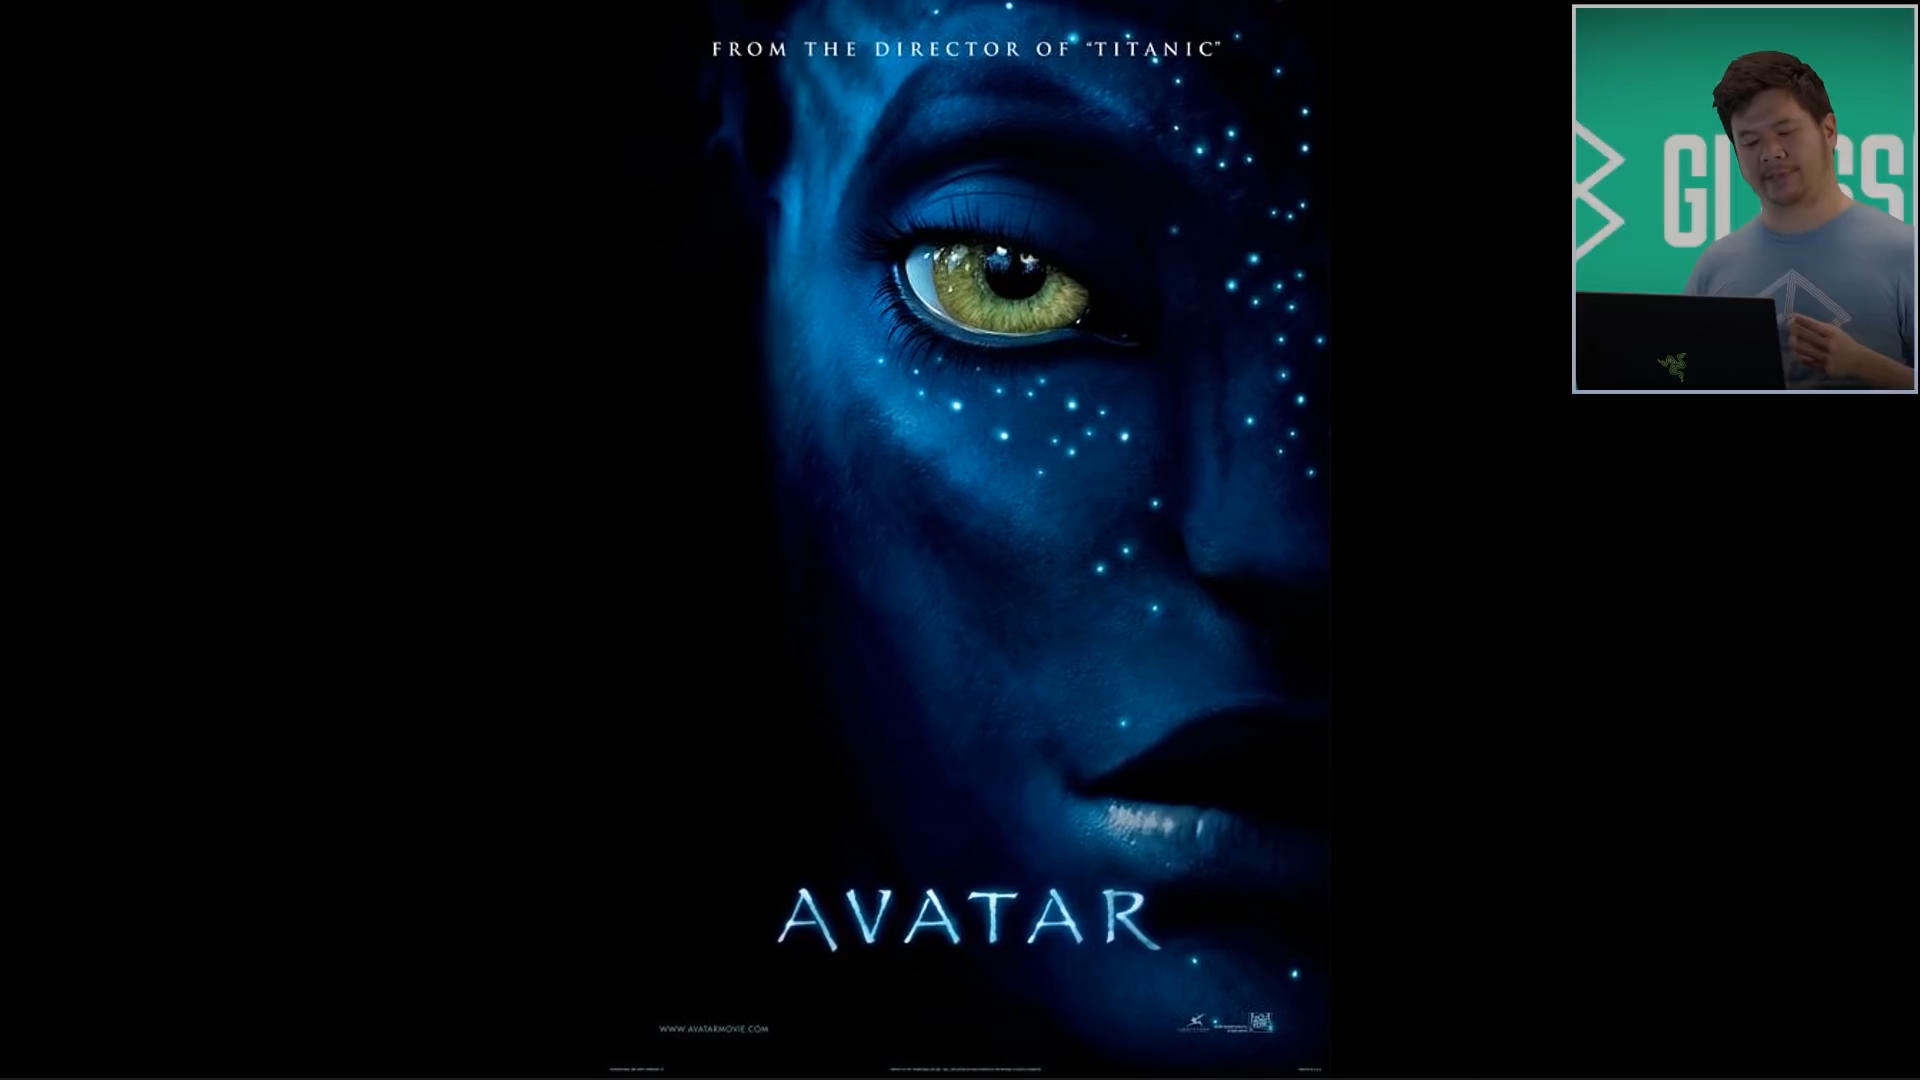 FROM THE DIRECTOR OF "TITANIC"
AVATAR
WWW.AVATARMOVIE.COM